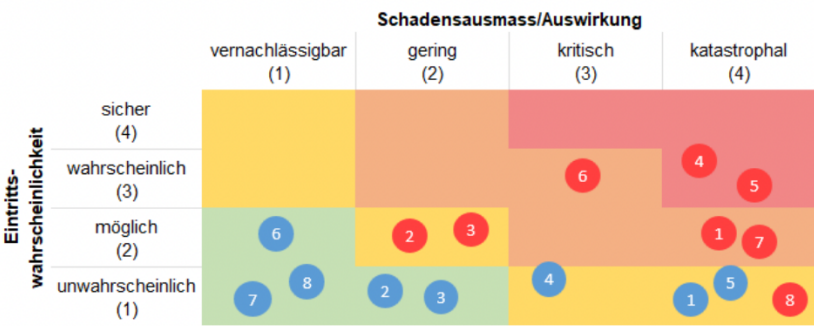 Schadensausmass/Auswirkung
vernachlässigbar gering kritisch katastrophal
(1) (2) (3) (4)
Eintritts-
wahrscheinlichkeit
sicher
(4)
wahrscheinlich
(3)
4
6
5
möglich
(2)
6
2
3
1
7
unwahrscheinlich
(1)
7
8
2
3
4
1
5
8